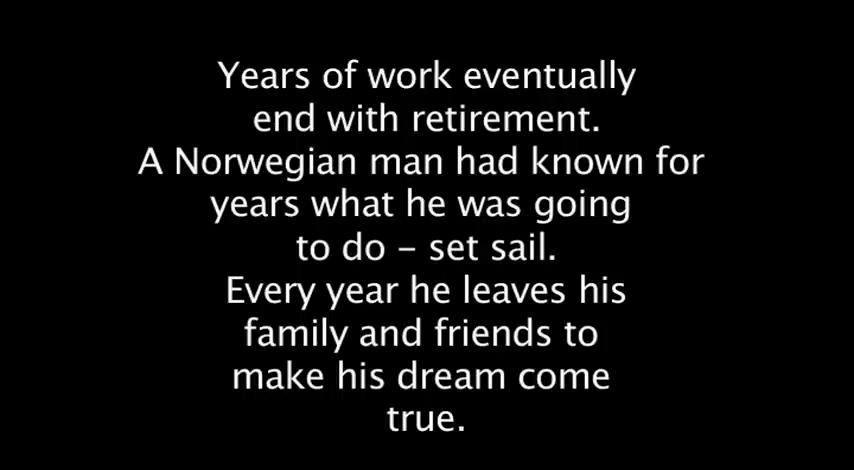 Years of work eventually
end with retirement.
A Norwegian man had known for
years what he was going
to do – set sail.
Every year he leaves his
family and friends to
make his dream come
true.